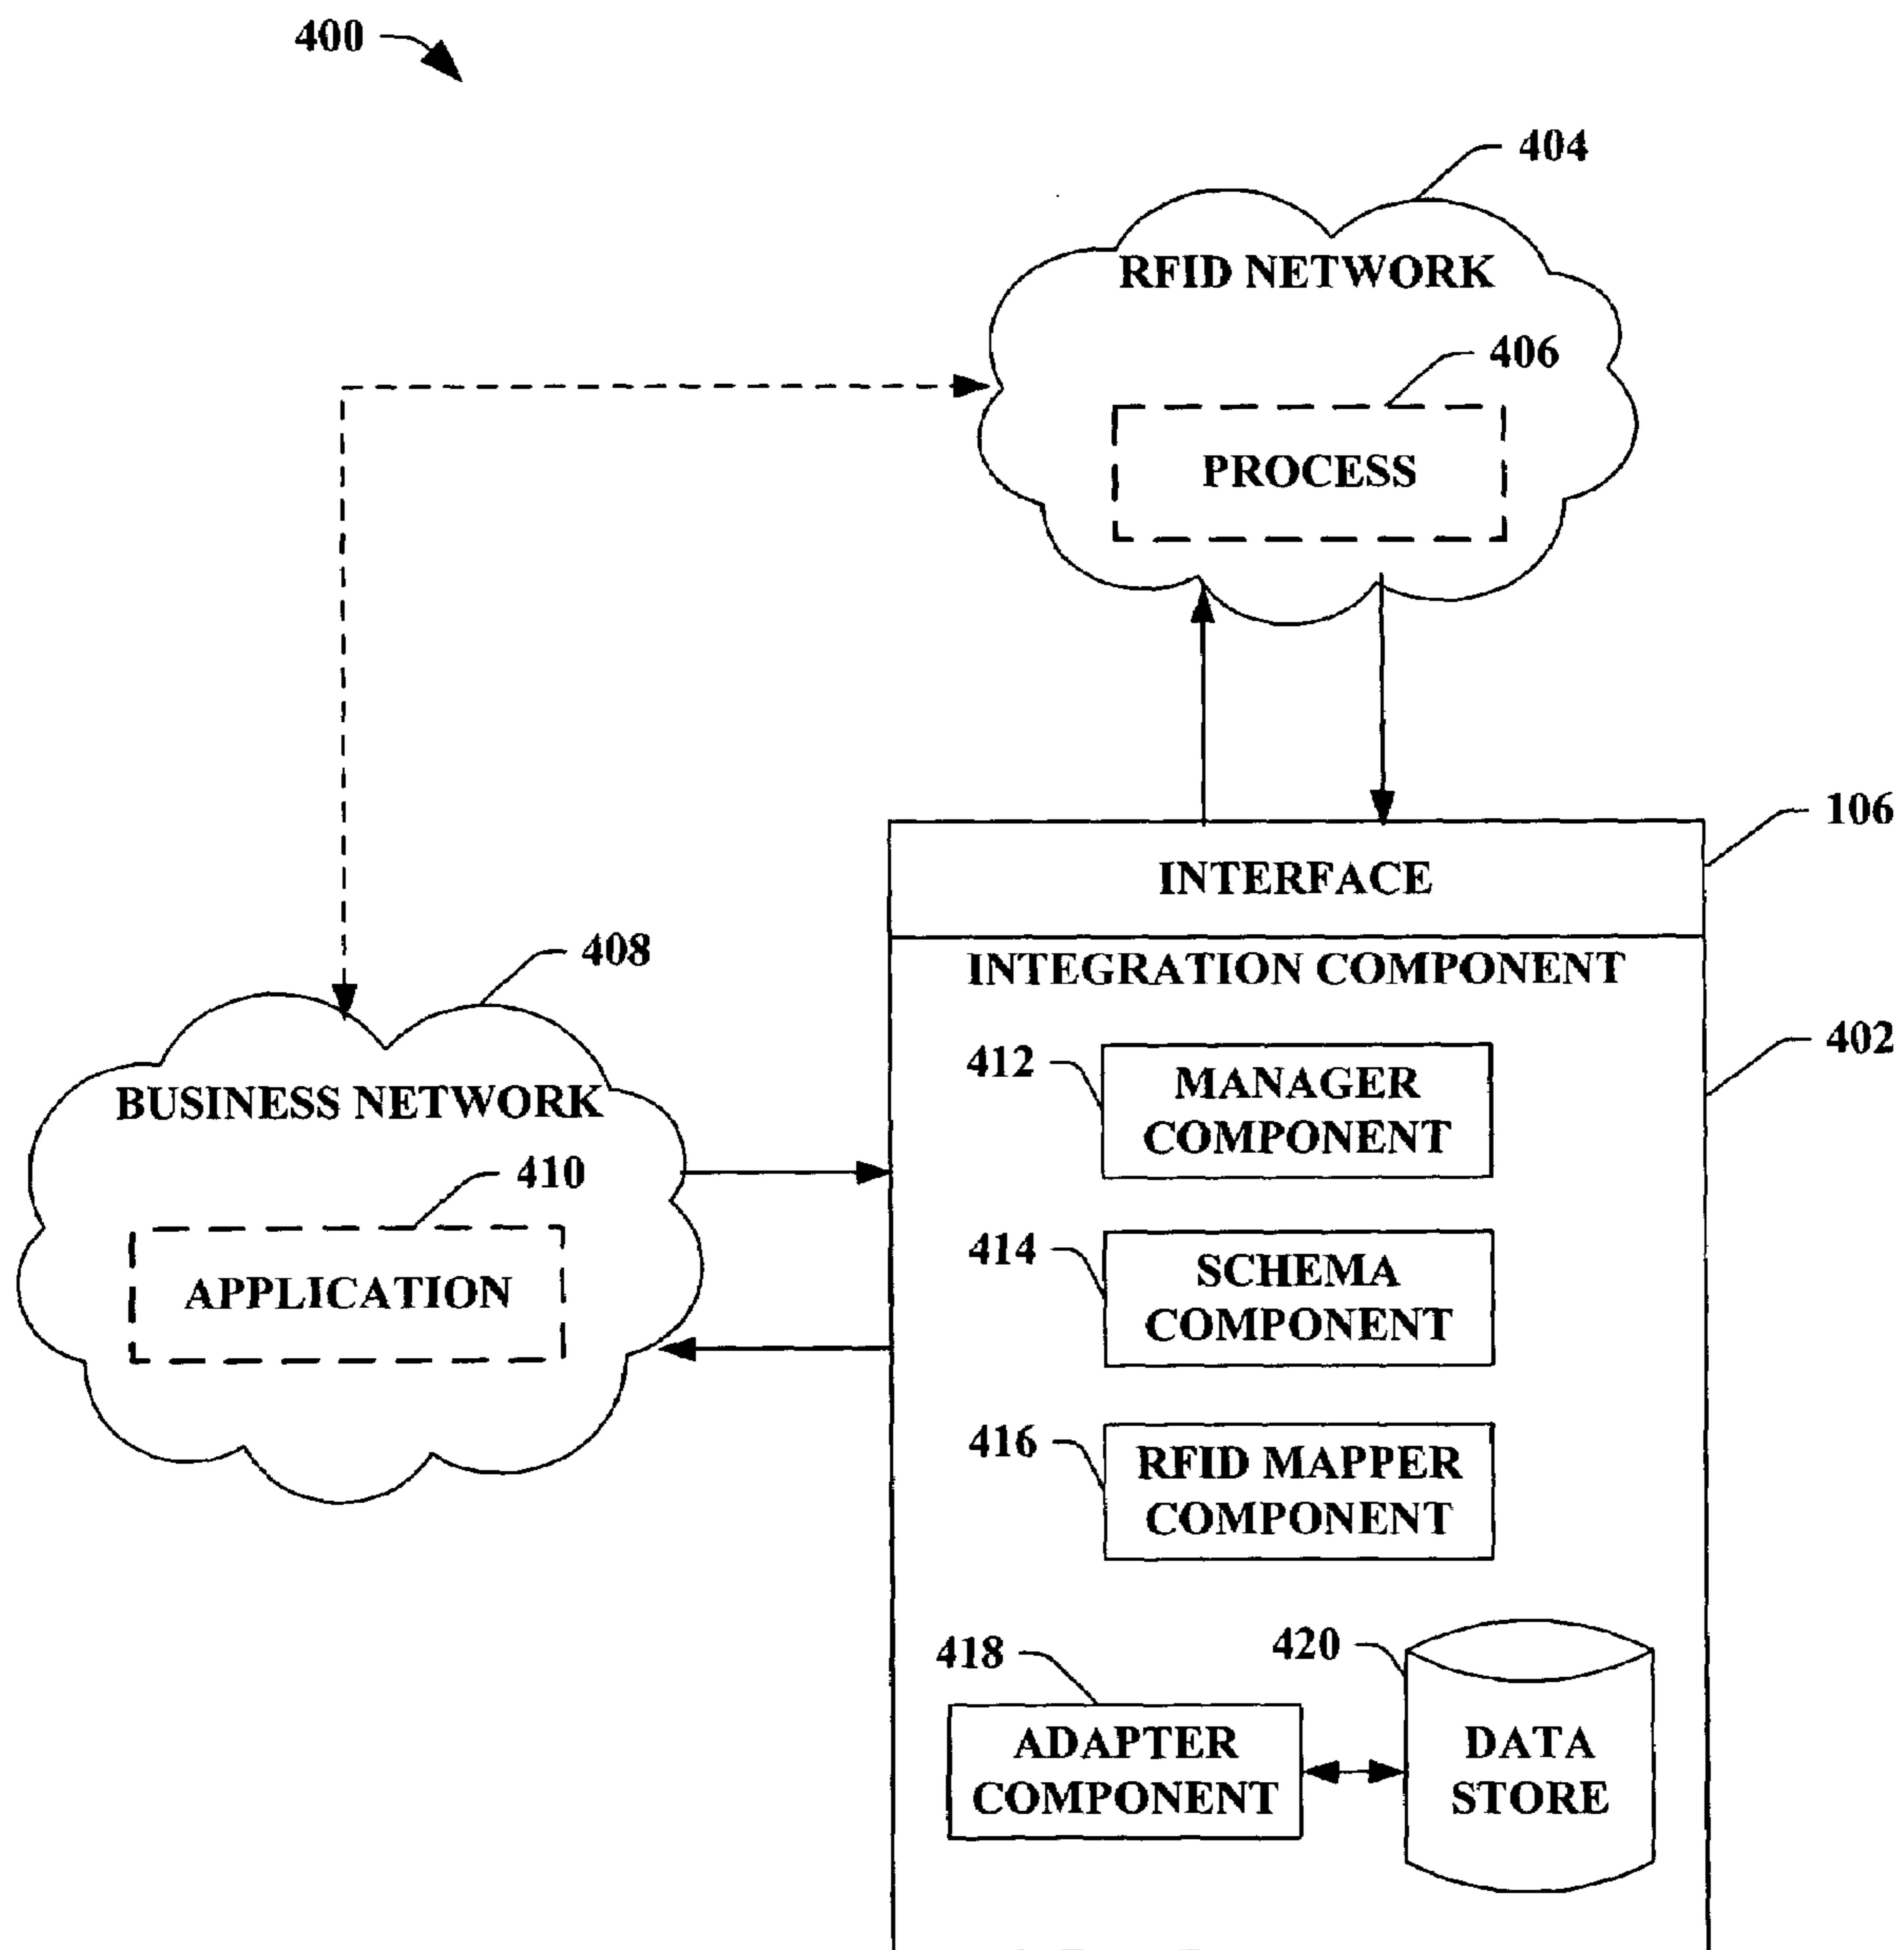 400
404
RFID NETWORK
406
PROCESS
106
INTERFACE
408
INTEGRATION COMPONENT
402
412
MANAGER
COMPONENT
BUSINESS NETWORK
410
APPLICATION
414
SCHEMA
COMPONENT
416
RFID MAPPER
COMPONENT
418
420
ADAPTER
COMPONENT
DATA
STORE